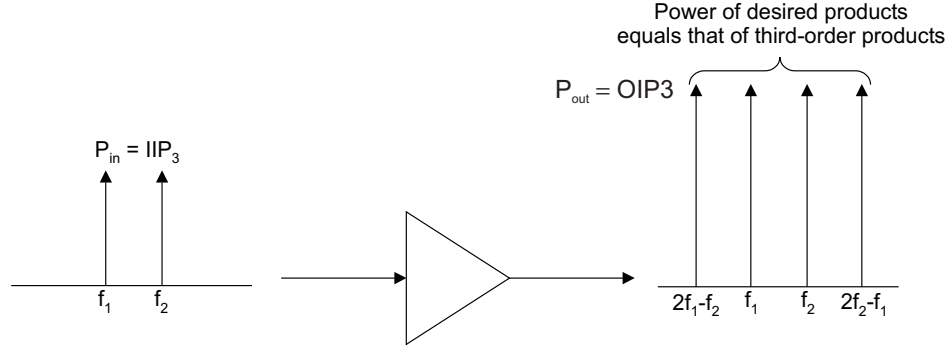 Power of desired products
equals that of third-order products
P_out = OIP3
P_in = IIP_3
f_1
f_2
2f_1-f_2
f_1
f_2
2f_2-f_1